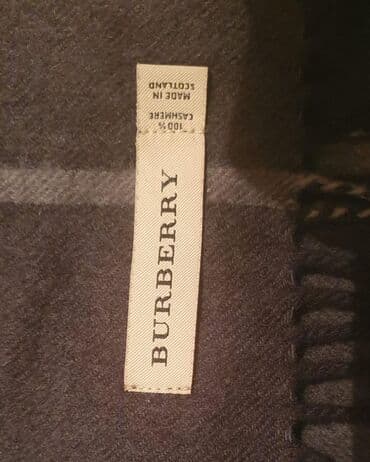 BURBERRY
100%
CASHMERE
MADE IN
SCOTLAND